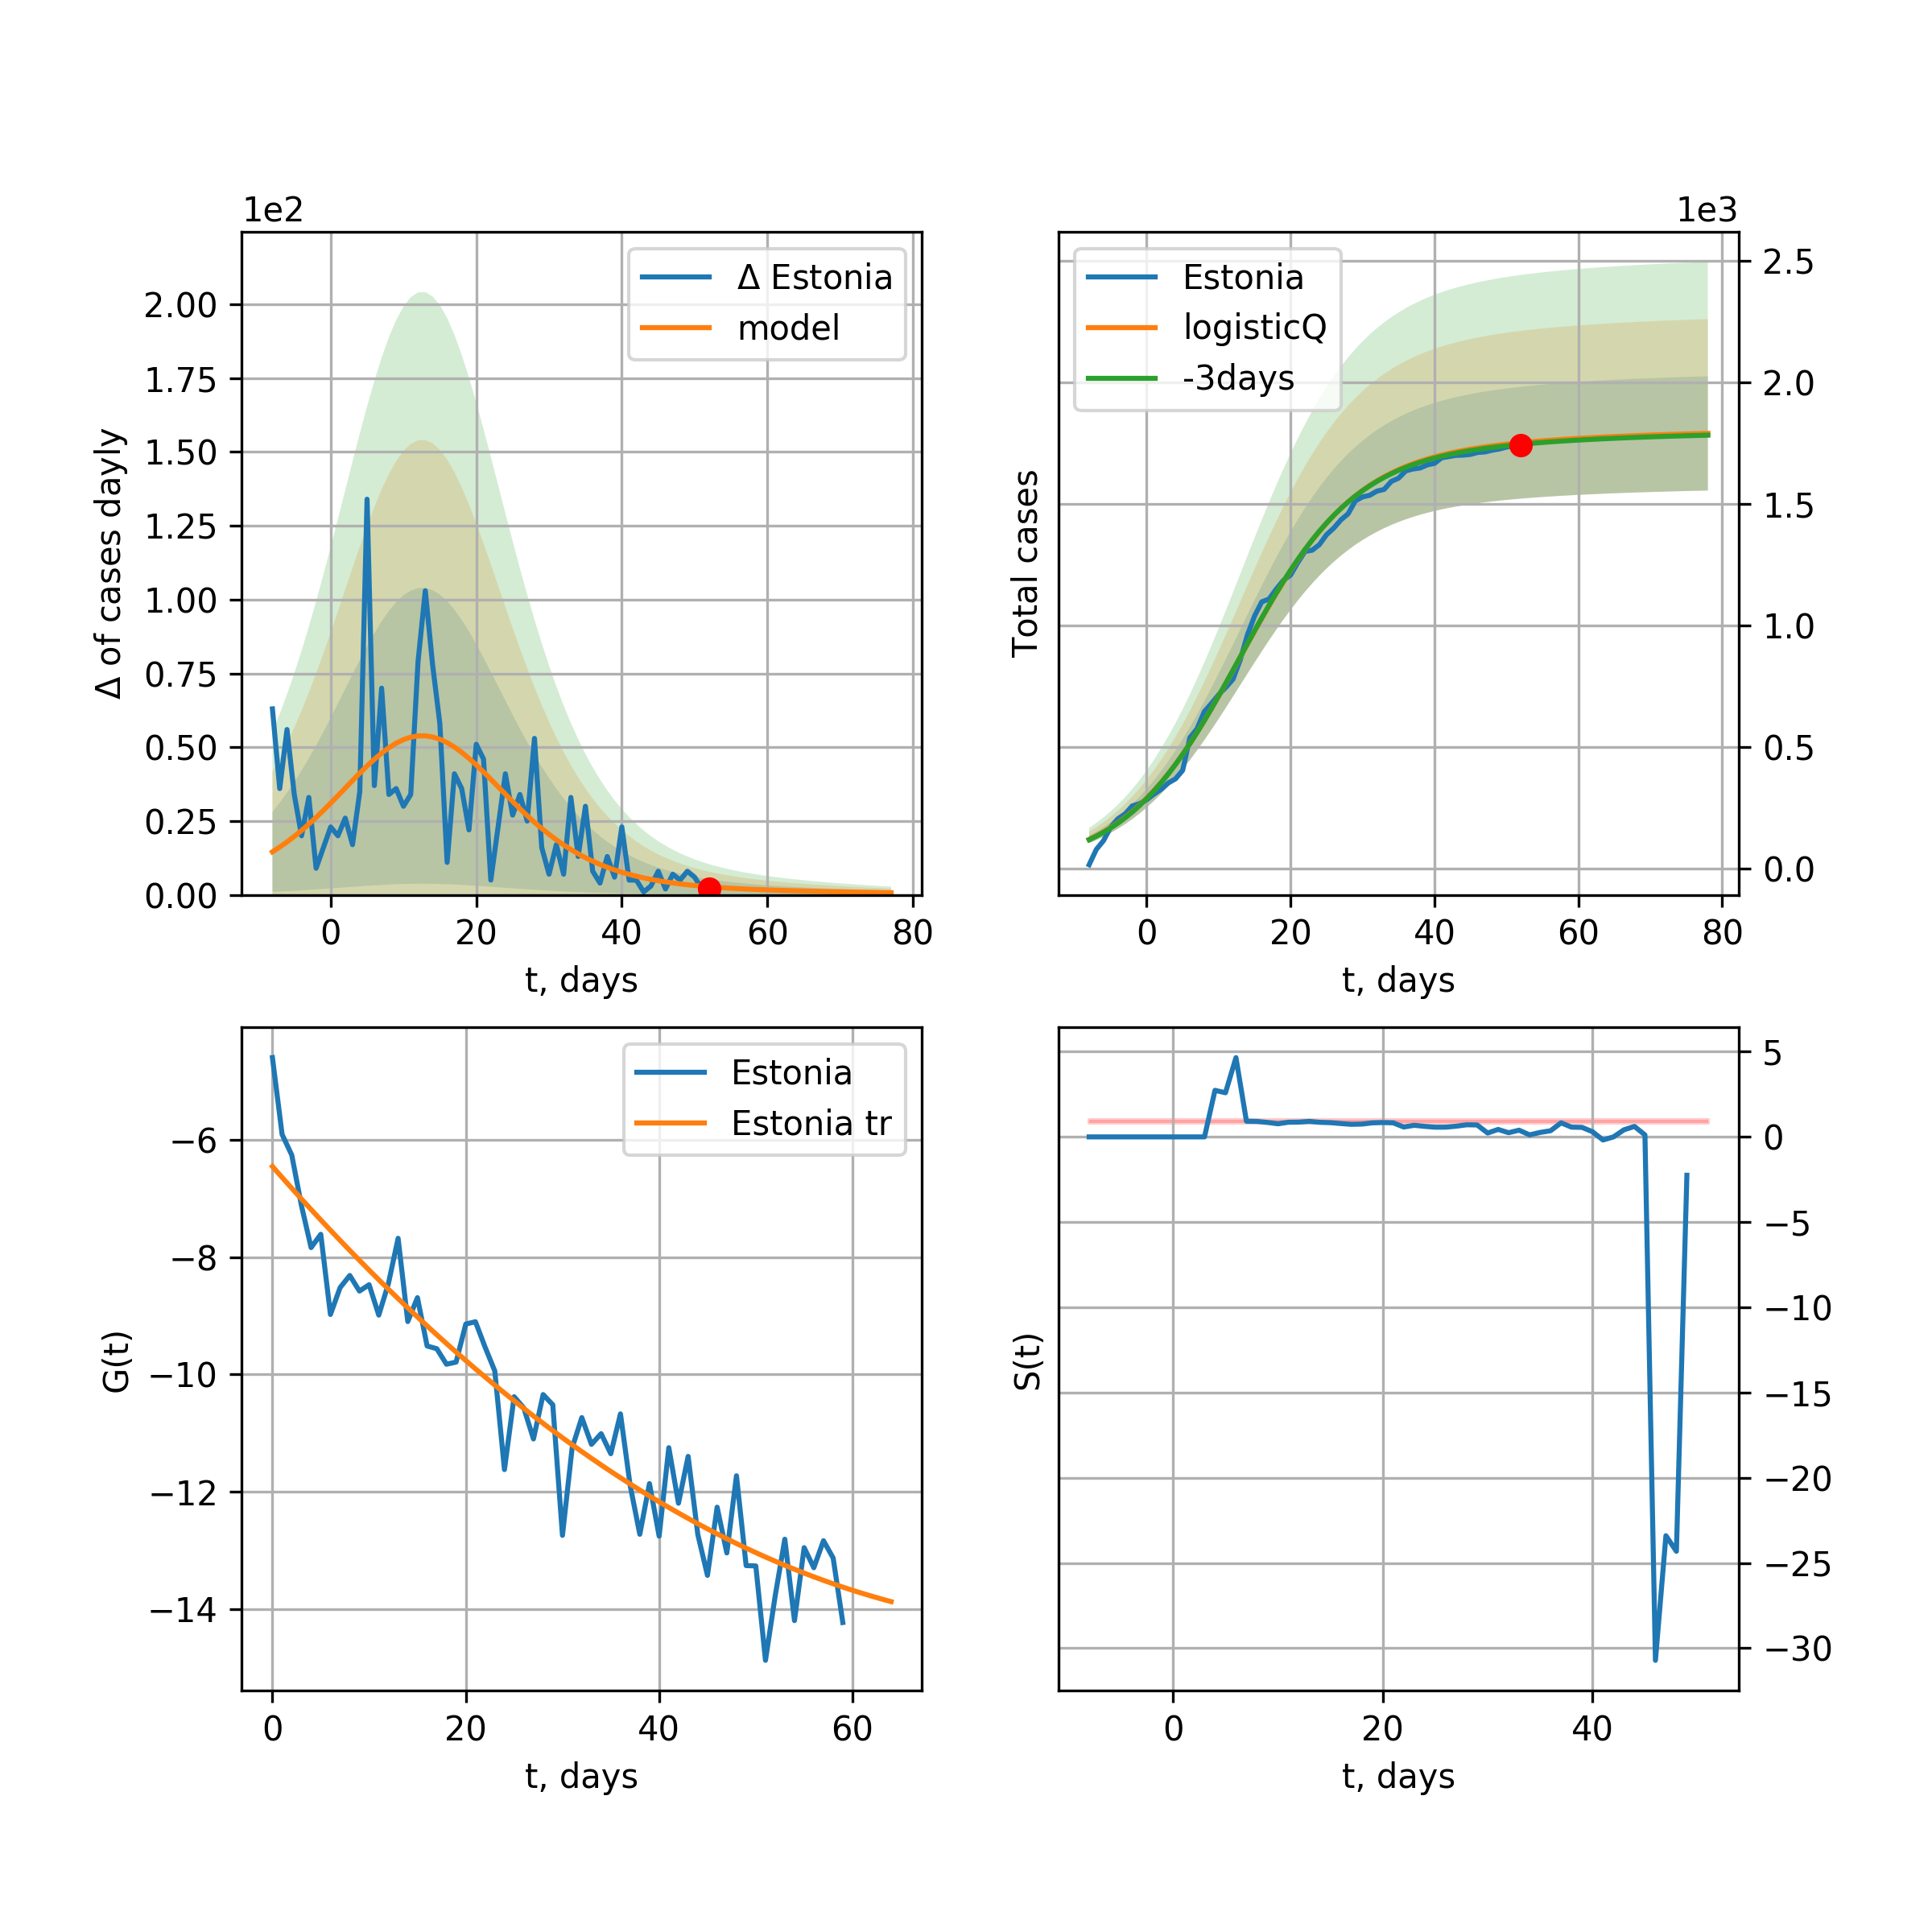 1e2
Δ of cases dayly
2.00
1.75
1.50
1.25
1.00
0.75
0.50
0.25
0.00
0 20 40 60 80
t, days
Δ Estonia
model
1e3
Total cases
2.5
2.0
1.5
1.0
0.5
0.0
0 20 40 60 80
t, days
Estonia
logisticQ
-3days
G(t)
−6
−8
−10
−12
−14
0 20 40 60
t, days
Estonia
Estonia tr
S(t)
5
0
−5
−10
−15
−20
−25
−30
0 20 40
t, days